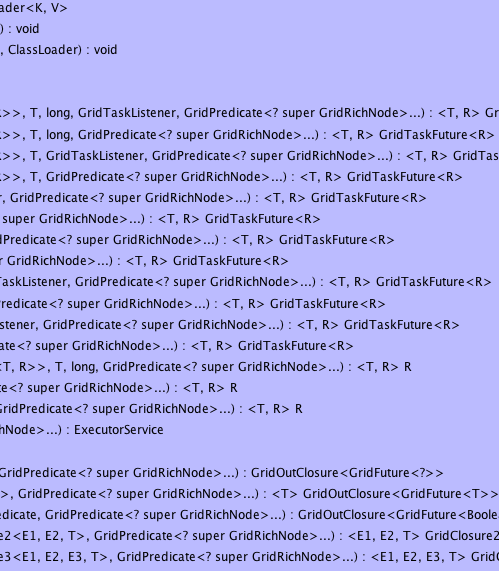 ader<K, V>
) : void
, ClassLoader) : void
R>>, T, long, GridTaskListener, GridPredicate<? super GridRichNode>...) : <T, R> Gr
R>>, T, long, GridPredicate<? super GridRichNode>...) : <T, R> GridTaskFuture<R>
R>>, T, GridTaskListener, GridPredicate<? super GridRichNode>...) : <T, R> GridTas
R>>, T, GridPredicate<? super GridRichNode>...) : <T, R> GridTaskFuture<R>
r, GridPredicate<? super GridRichNode>...) : <T, R> GridTaskFuture<R>
super GridRichNode>...) : <T, R> GridTaskFuture<R>
dPredicate<? super GridRichNode>...) : <T, R> GridTaskFuture<R>
r GridRichNode>...) : <T, R> GridTaskFuture<R>
TaskListener, GridPredicate<? super GridRichNode>...) : <T, R> GridTaskFuture<R>
redicate<? super GridRichNode>...) : <T, R> GridTaskFuture<R>
stener, GridPredicate<? super GridRichNode>...) : <T, R> GridTaskFuture<R>
ate<? super GridRichNode>...) : <T, R> GridTaskFuture<R>
<T, R>>, T, long, GridPredicate<? super GridRichNode>...) : <T, R> R
te<? super GridRichNode>...) : <T, R> R
GridPredicate<? super GridRichNode>...) : <T, R> R
hNode>...) : ExecutorService
GridPredicate<? super GridRichNode>...) : GridOutClosure<GridFuture<?>>
>, GridPredicate<? super GridRichNode>...) : <T> GridOutClosure<GridFuture<T>>
edicate, GridPredicate<? super GridRichNode>...) : GridOutClosure<GridFuture<Boolea
e2<E1, E2, T>, GridPredicate<? super GridRichNode>...) : <E1, E2, T> GridClosure2
e3<E1, E2, E3, T>, GridPredicate<? super GridRichNode>...) : <E1, E2, E3, T> GridC